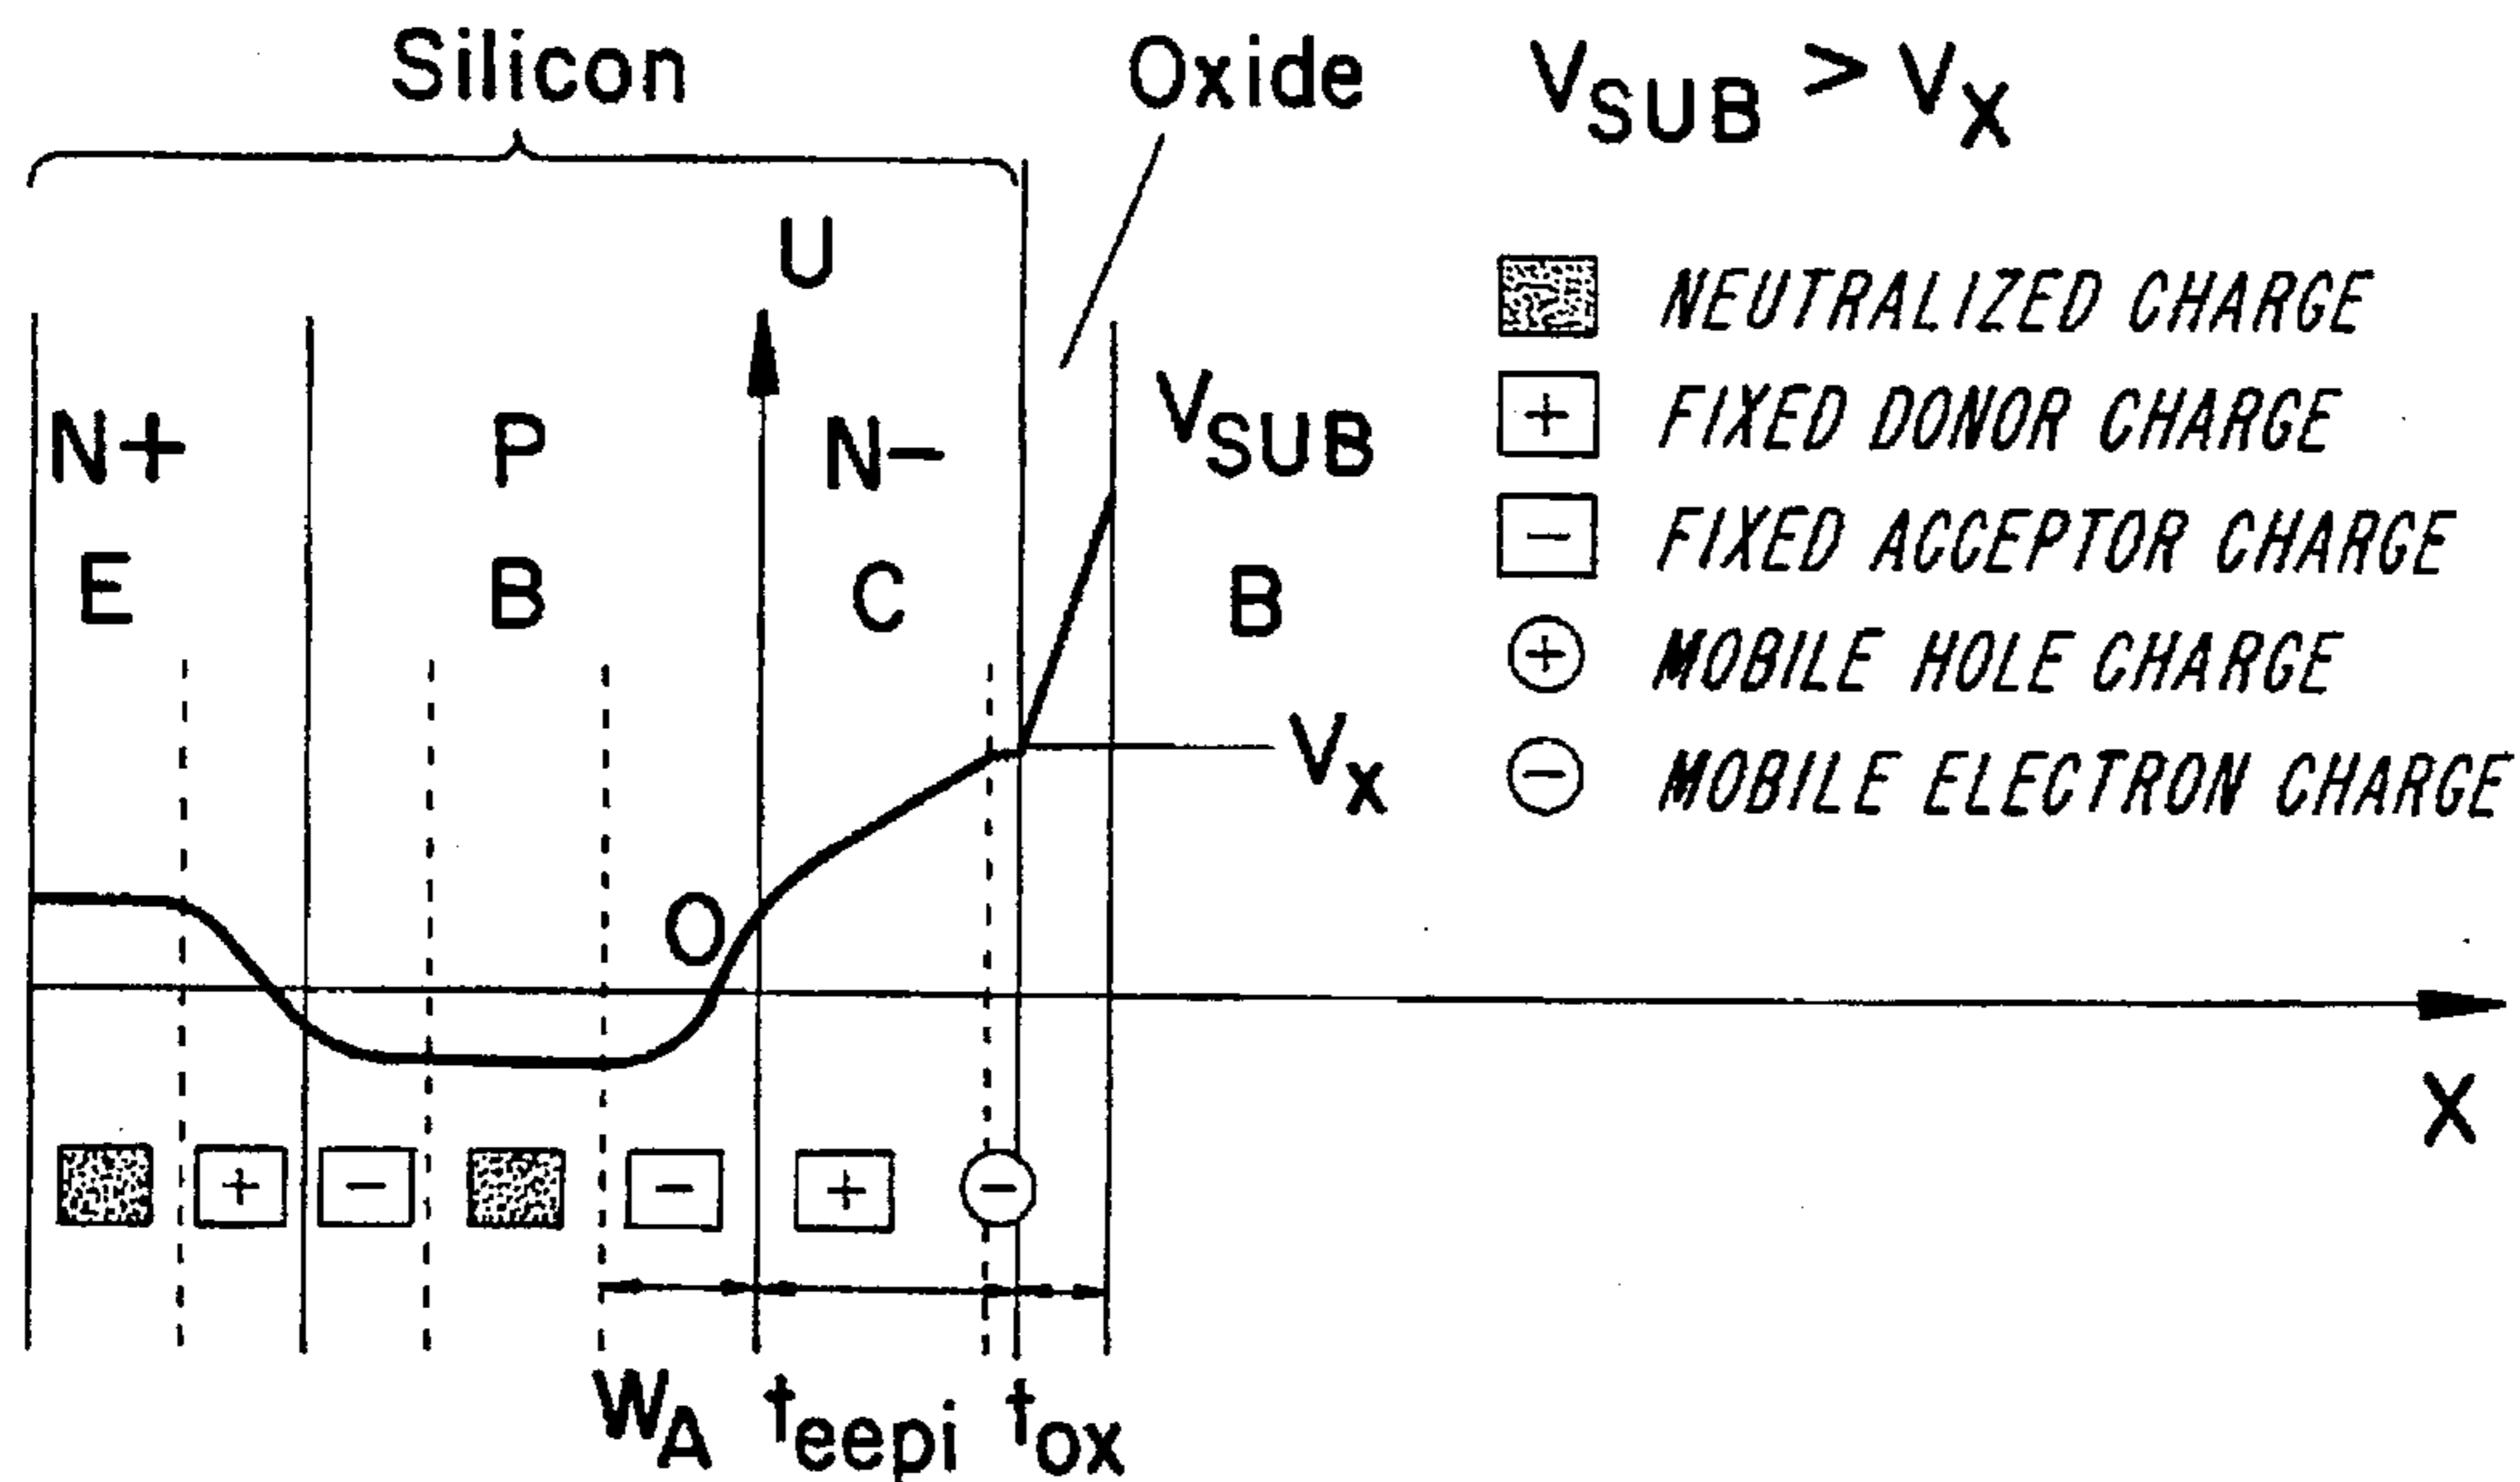 Silicon
Oxide
V_SUB > V_X
U
N+
P
N-
V_SUB
E
B
C
B
V_X
O
X
+
-
-
+
-
W_A
t_eepi
t_ox
NEUTRALIZED CHARGE
+ FIXED DONOR CHARGE
- FIXED ACCEPTOR CHARGE
+ MOBILE HOLE CHARGE
- MOBILE ELECTRON CHARGE